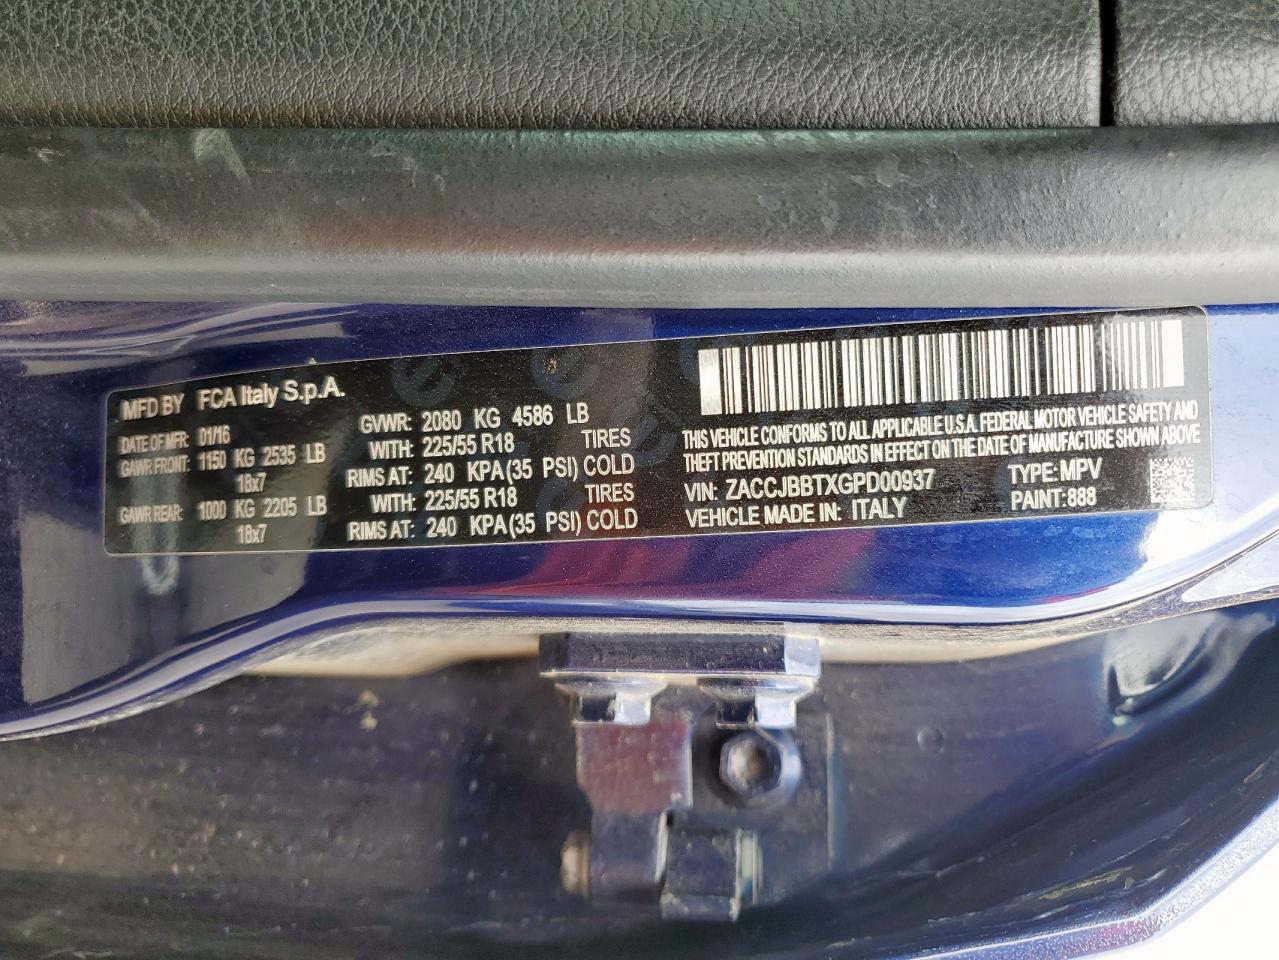 MFD BY FCA Italy S.p.A.
DATE OF MFR: 01/16
GAWR FRONT: 1150 KG 2535 LB
18x7
GAWR REAR: 1000 KG 2205 LB
18x7
GVWR: 2080 KG 4586 LB
WITH: 225/55 R18 TIRES
RIMS AT: 240 KPA(35 PSI) COLD
WITH: 225/55 R18 TIRES
RIMS AT: 240 KPA(35 PSI) COLD
THIS VEHICLE CONFORMS TO ALL APPLICABLE U.S.A. FEDERAL MOTOR VEHICLE SAFETY AND
THEFT PREVENTION STANDARDS IN EFFECT ON THE DATE OF MANUFACTURE SHOWN ABOVE
VIN: ZACCJBBTXGPD00937 TYPE: MPV
VEHICLE MADE IN: ITALY PAINT: 888